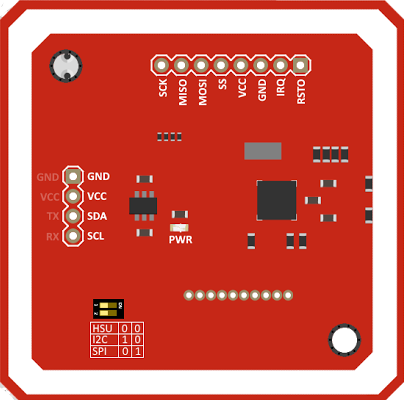 SCK MISO MOSI SS VCC GND IRQ RSTO
GND GND
VCC VCC
TX SDA
RX SCL
PWR
HSU 0 0
I2C 1 0
SPI 0 1